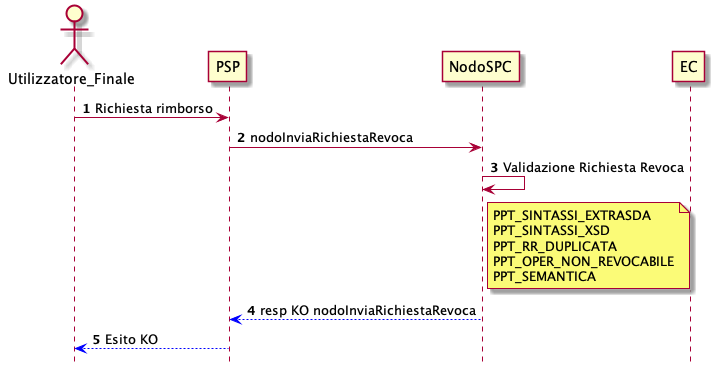 Utilizzatore_Finale
PSP
NodoSPC
EC
1 Richiesta rimborso
2 nodoInviaRichiestaRevoca
3 Validazione Richiesta Revoca
PPT_SINTASSI_EXTRASDA
PPT_SINTASSI_XSD
PPT_RR_DUPLICATA
PPT_OPER_NON_REVOCABILE
PPT_SEMANTICA
4 resp KO nodoInviaRichiestaRevoca
5 Esito KO